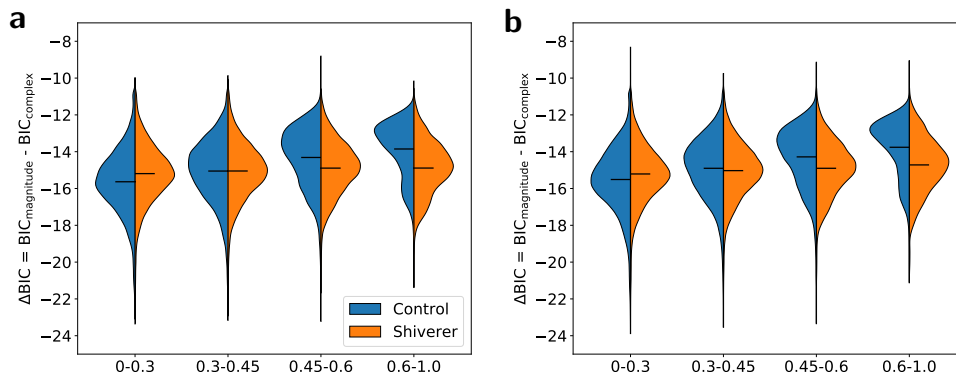 a
ΔBIC = BICmagnitude - BICcomplex
−8
−10
−12
−14
−16
−18
−20
−22
−24
0-0.3 0.3-0.45 0.45-0.6 0.6-1.0
Control
Shiverer
b
ΔBIC = BICmagnitude - BICcomplex
−8
−10
−12
−14
−16
−18
−20
−22
−24
0-0.3 0.3-0.45 0.45-0.6 0.6-1.0